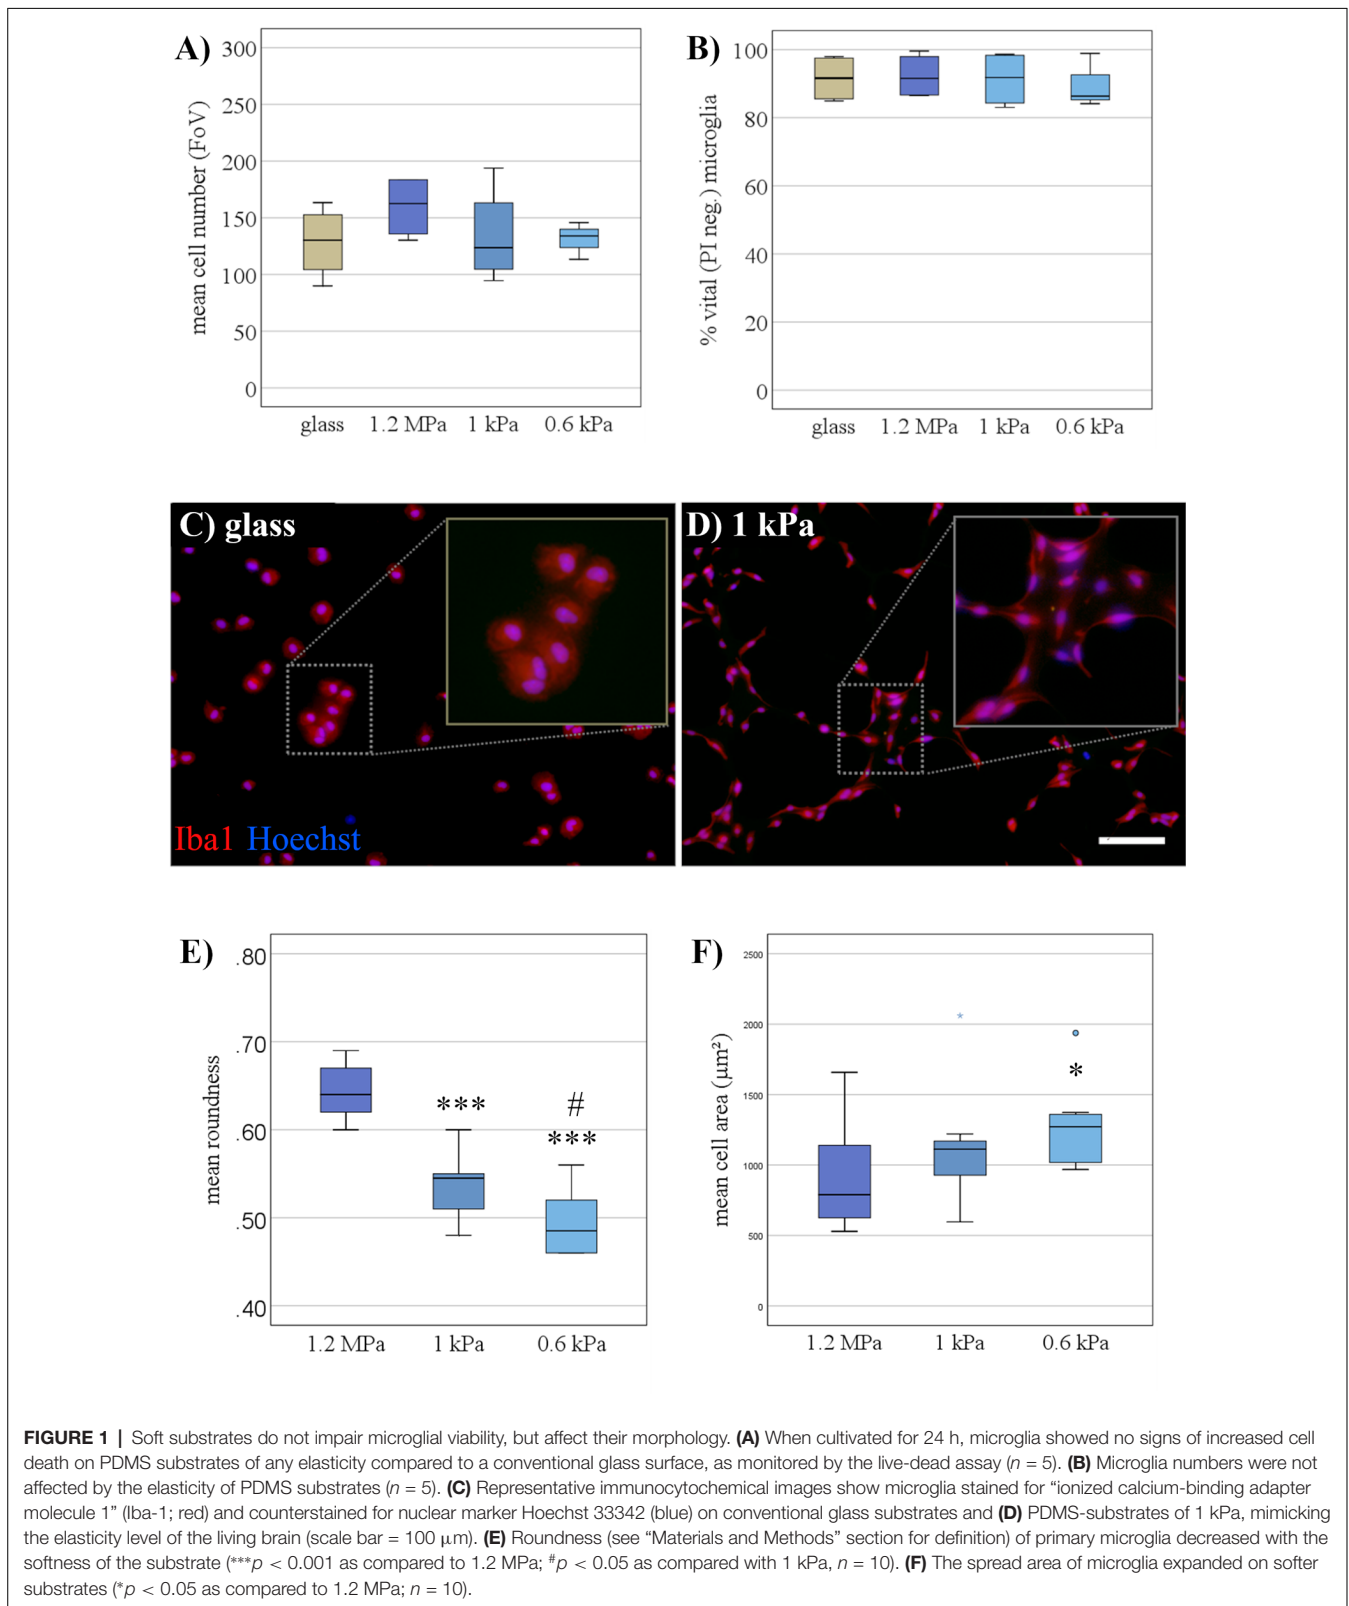 A)
300
250
200
150
100
50
0
mean cell number (FoV)
glass 1.2 MPa 1 kPa 0.6 kPa
B)
100
80
60
40
20
0
% vital (PI neg.) microglia
glass 1.2 MPa 1 kPa 0.6 kPa
C) glass
Iba1 Hoechst
D) 1 kPa
E)
.80
.70
.60
.50
.40
mean roundness
***
#
***
1.2 MPa 1 kPa 0.6 kPa
F)
2500
2000
1500
1000
500
0
mean cell area (μm²)
*
*
1.2 MPa 1 kPa 0.6 kPa
FIGURE 1 | Soft substrates do not impair microglial viability, but affect their morphology. (A) When cultivated for 24 h, microglia showed no signs of increased cell
death on PDMS substrates of any elasticity compared to a conventional glass surface, as monitored by the live-dead assay (n = 5). (B) Microglia numbers were not
affected by the elasticity of PDMS substrates (n = 5). (C) Representative immunocytochemical images show microglia stained for “ionized calcium-binding adapter
molecule 1” (Iba-1; red) and counterstained for nuclear marker Hoechst 33342 (blue) on conventional glass substrates and (D) PDMS-substrates of 1 kPa, mimicking
the elasticity level of the living brain (scale bar = 100 μm). (E) Roundness (see “Materials and Methods” section for definition) of primary microglia decreased with the
softness of the substrate (***p < 0.001 as compared to 1.2 MPa; #p < 0.05 as compared with 1 kPa, n = 10). (F) The spread area of microglia expanded on softer
substrates (*p < 0.05 as compared to 1.2 MPa; n = 10).